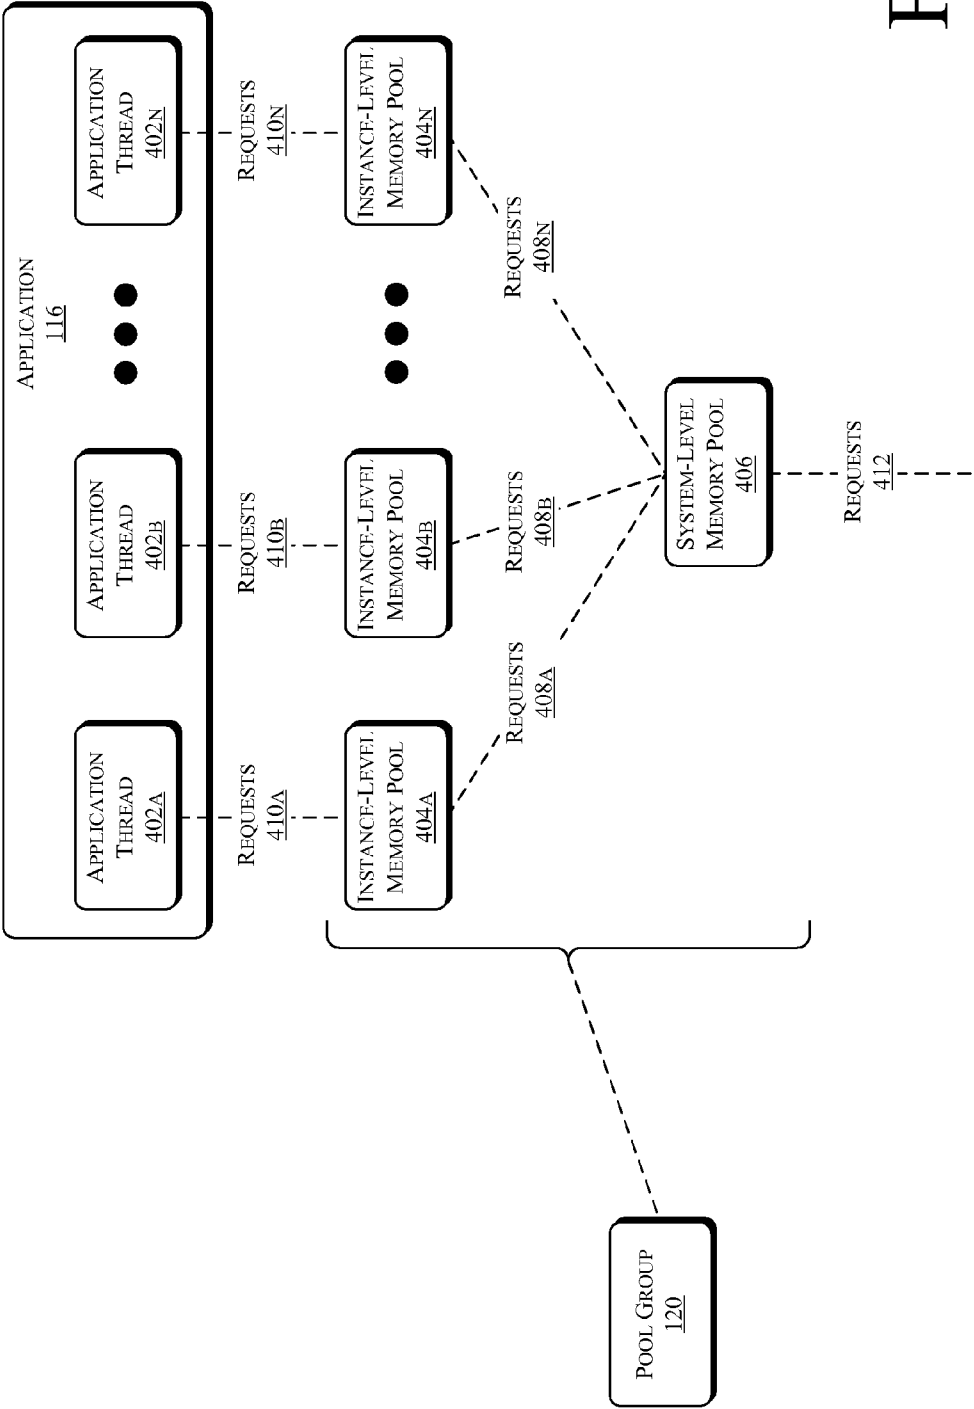 APPLICATION
116
APPLICATION
THREAD
402A
APPLICATION
THREAD
402B
APPLICATION
THREAD
402N
REQUESTS
410A
REQUESTS
410B
REQUESTS
410N
INSTANCE-LEVEL
MEMORY POOL
404A
INSTANCE-LEVEL
MEMORY POOL
404B
INSTANCE-LEVEL
MEMORY POOL
404N
REQUESTS
408A
REQUESTS
408B
REQUESTS
408N
POOL GROUP
120
SYSTEM-LEVEL
MEMORY POOL
406
REQUESTS
412